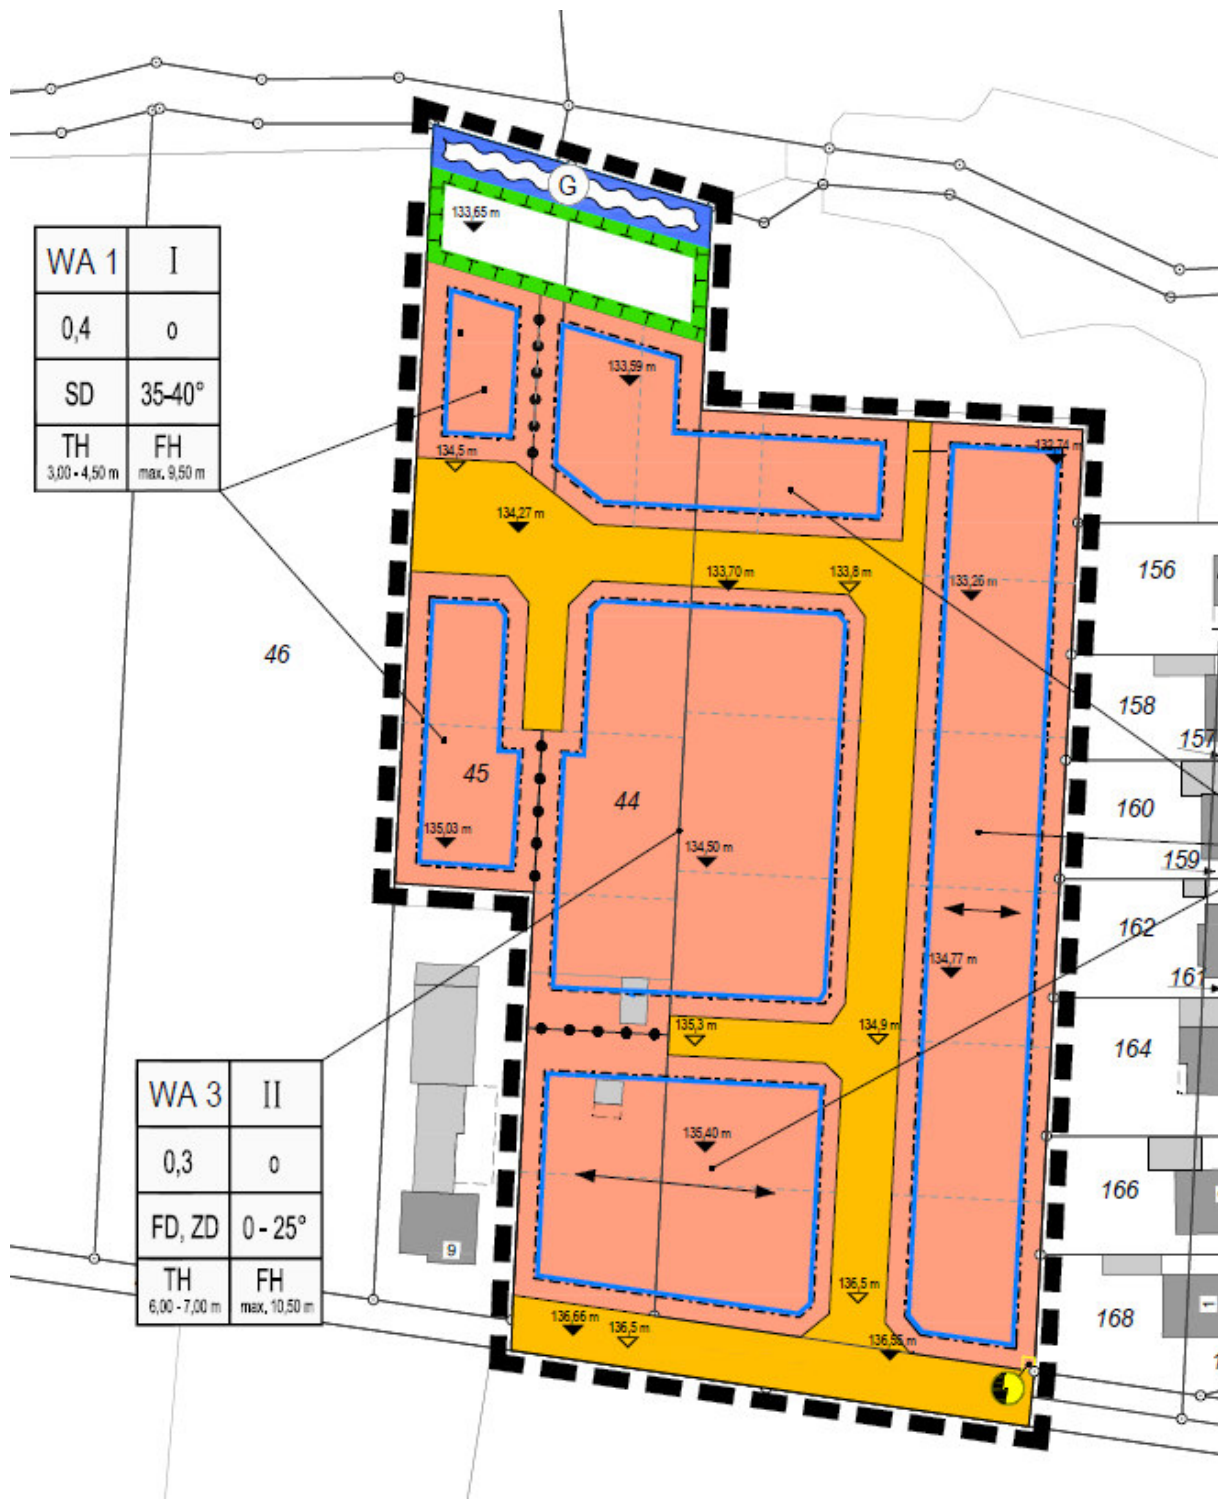 G
133,65 m
WA 1 I
0,4 o
SD 35-40°
TH FH
3,00 - 4,50 m max. 9,50 m
133,59 m
134,5 m
132,74 m
134,27 m
133,70 m
133,8 m
133,26 m
156
46
158
157
45
44
160
135,03 m
134,50 m
159
162
134,77 m
161
135,3 m
134,9 m
164
WA 3 II
0,3 o
FD, ZD 0 - 25°
TH FH
6,00 - 7,00 m max. 10,50 m
135,40 m
166
9
136,5 m
136,66 m
136,5 m
136,55 m
168
1